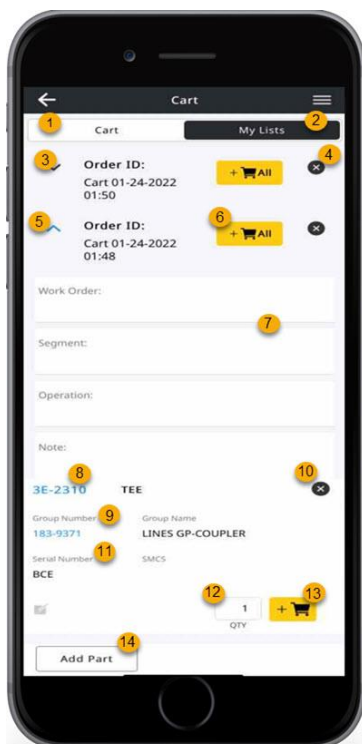 Cart
1
2
Cart
My Lists
3
Order ID:
+ All
4
Cart 01-24-2022
01:50
5
Order ID:
6
+ All
Cart 01-24-2022
01:48
Work Order:
7
Segment:
Operation:
Note:
8
10
3E-2310
TEE
Group Number
9
Group Name
183-9371
LINES GP-COUPLER
Serial Number
11
SMCS
BCE
12
1
+
13
QTY
14
Add Part